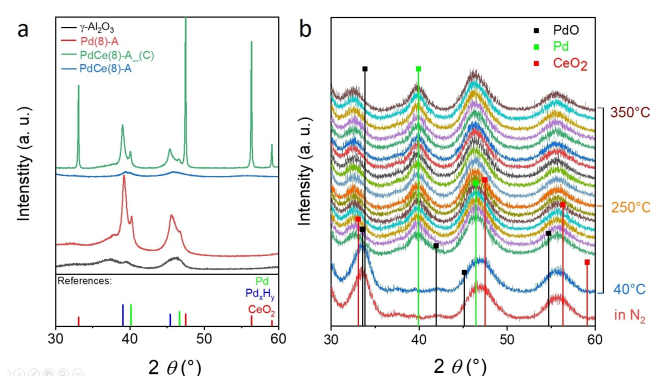 a
γ-Al2O3
Pd(8)-A
PdCe(8)-A_(C)
PdCe(8)-A
Intenstity (a. u.)
References:
Pd
PdxHy
CeO2
30 40 50 60
2 θ (°)
b
PdO
Pd
CeO2
Intensity (a. u.)
350°C
250°C
40°C
in N2
30 40 50 60
2 θ (°)